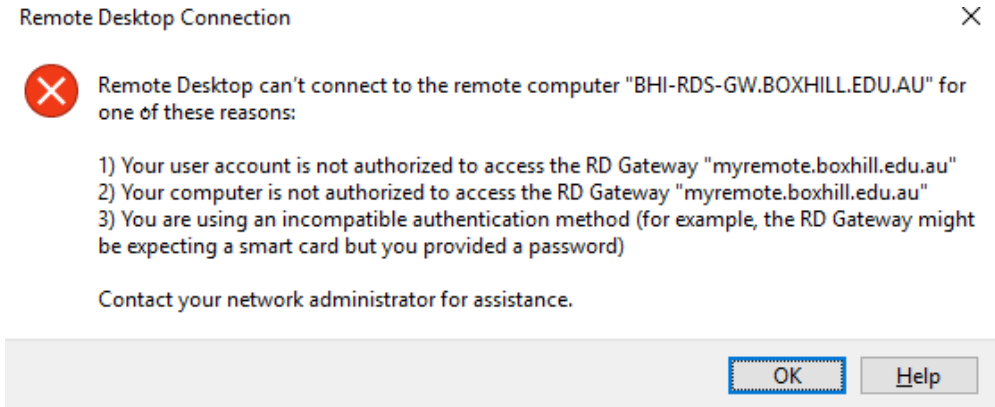 Remote Desktop Connection
Remote Desktop can't connect to the remote computer "BHI-RDS-GW.BOXHILL.EDU.AU" for
one of these reasons:
1) Your user account is not authorized to access the RD Gateway "myremote.boxhill.edu.au"
2) Your computer is not authorized to access the RD Gateway "myremote.boxhill.edu.au"
3) You are using an incompatible authentication method (for example, the RD Gateway might
be expecting a smart card but you provided a password)
Contact your network administrator for assistance.
OK
Help